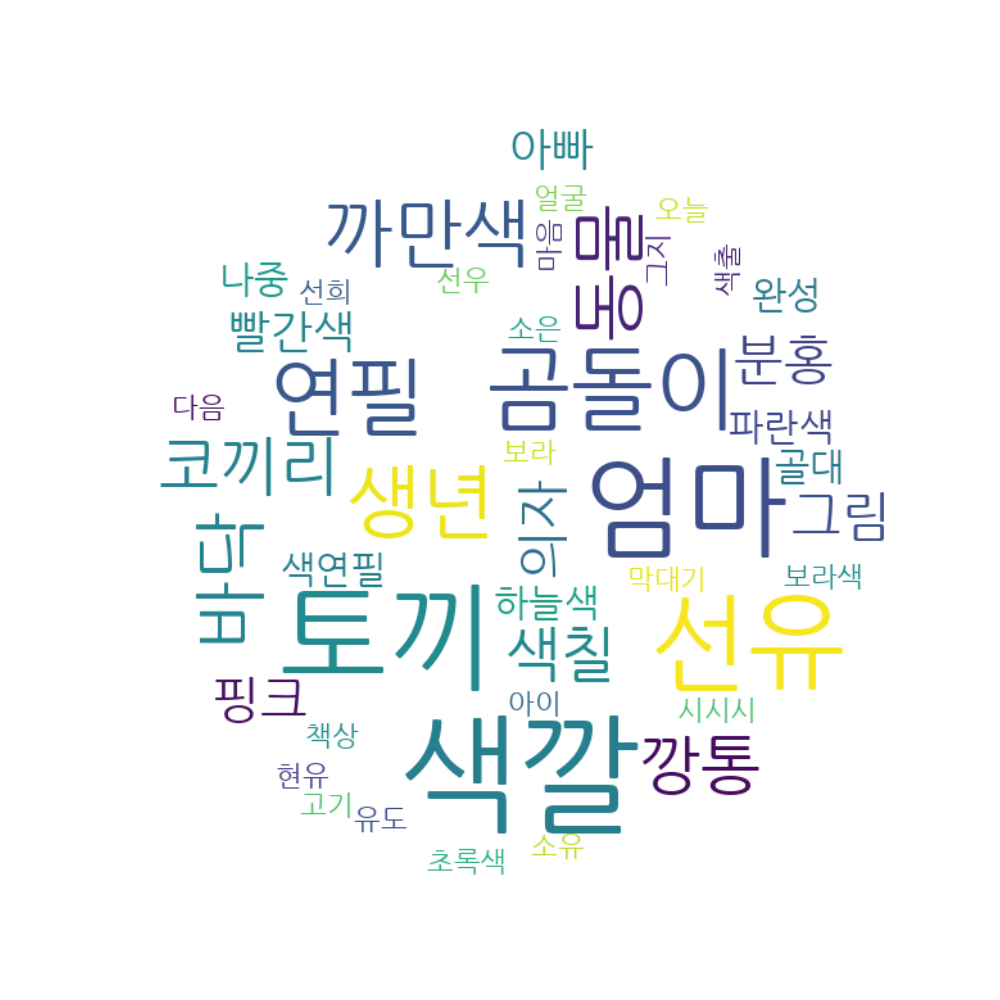 아빠
얼굴
오늘
까만색
마음
몸
그지
색출
나중
선희
선우
옷
완성
빨간색
소은
분홍
연필
곰돌이
다음
파란색
코끼리
보라
골대
생년
의자
엄마
그림
바닥
색연필
막대기
보라색
토끼
하늘색
선유
색칠
핑크
아이
시시시
책상
색깔
깡통
현유
고기
유도
초록색
소유